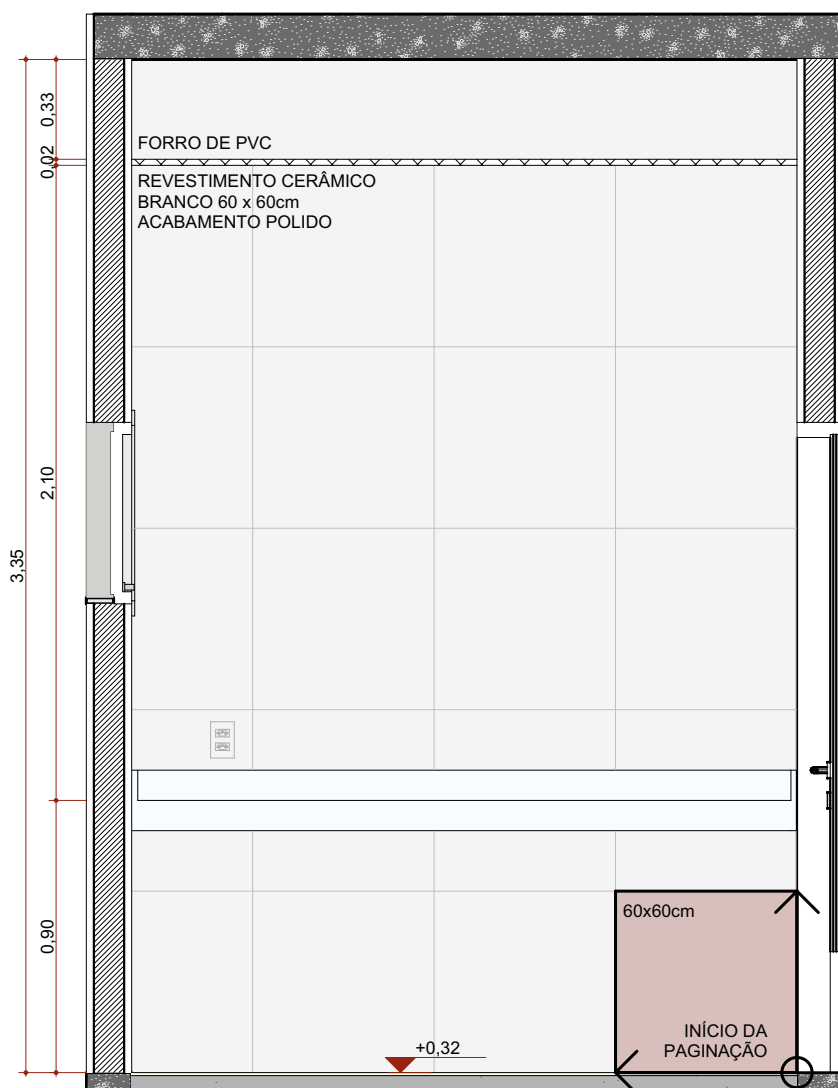 0,33
FORRO DE PVC
0,02
REVESTIMENTO CERÂMICO
BRANCO 60 x 60cm
ACABAMENTO POLIDO
2,10
3,35
0,90
60x60cm
INÍCIO DA
PAGINAÇÃO
+0,32